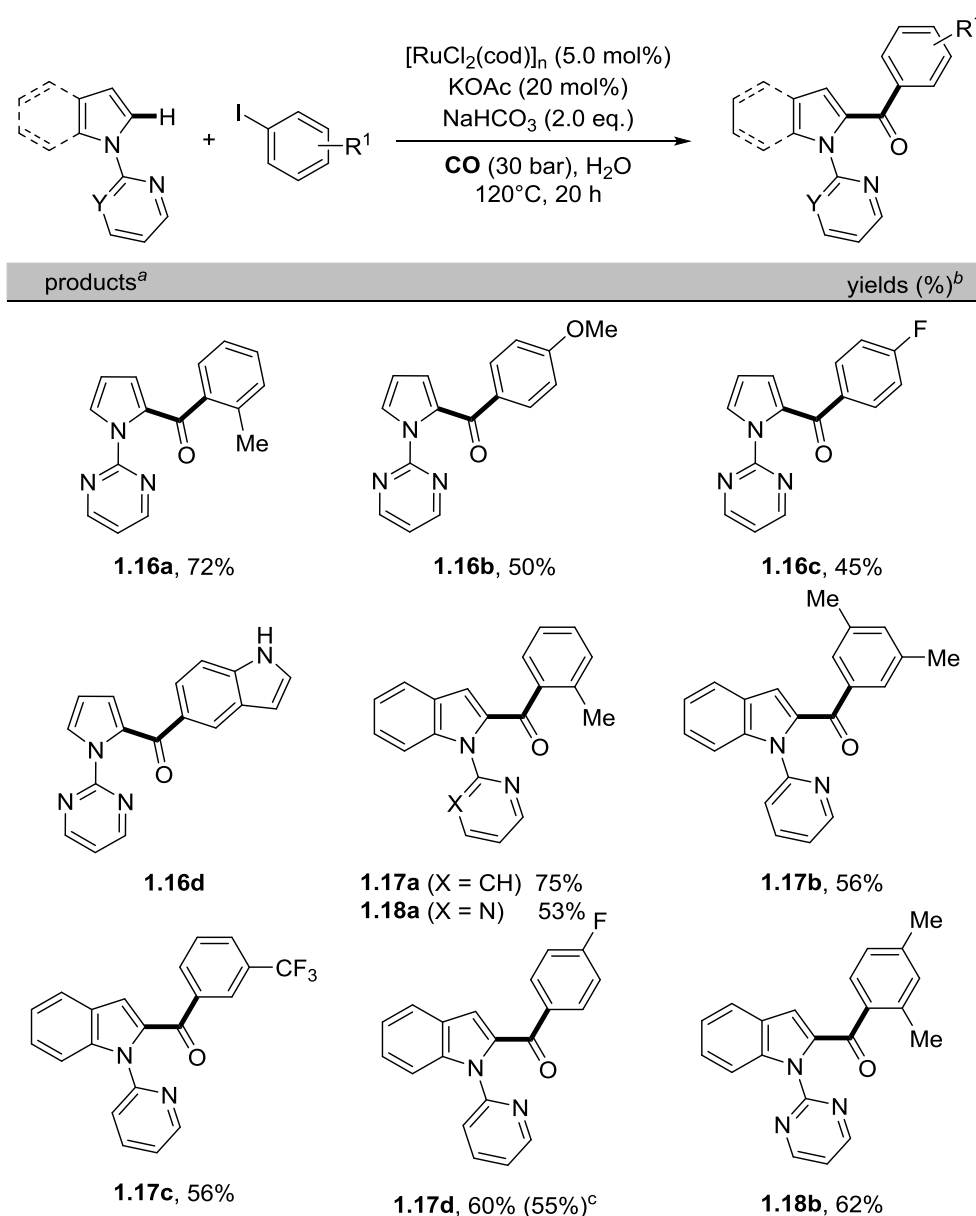 [RuCl₂(cod)]ₙ (5.0 mol%)
KOAc (20 mol%)
NaHCO₃ (2.0 eq.)
CO (30 bar), H₂O
120°C, 20 h
H
N
Y
N
+
I
R¹
R¹
O
N
Y
N
productsᵃ
yields (%)ᵇ
N
O
Me
N
N
1.16a, 72%
OMe
N
O
N
N
1.16b, 50%
F
N
O
N
N
1.16c, 45%
H
N
N
O
N
N
1.16d
N
O
Me
X
N
1.17a (X = CH) 75%
1.18a (X = N) 53%
Me
Me
N
O
N
1.17b, 56%
CF₃
N
O
N
1.17c, 56%
F
N
O
N
1.17d, 60% (55%)ᶜ
Me
Me
N
O
N
N
1.18b, 62%